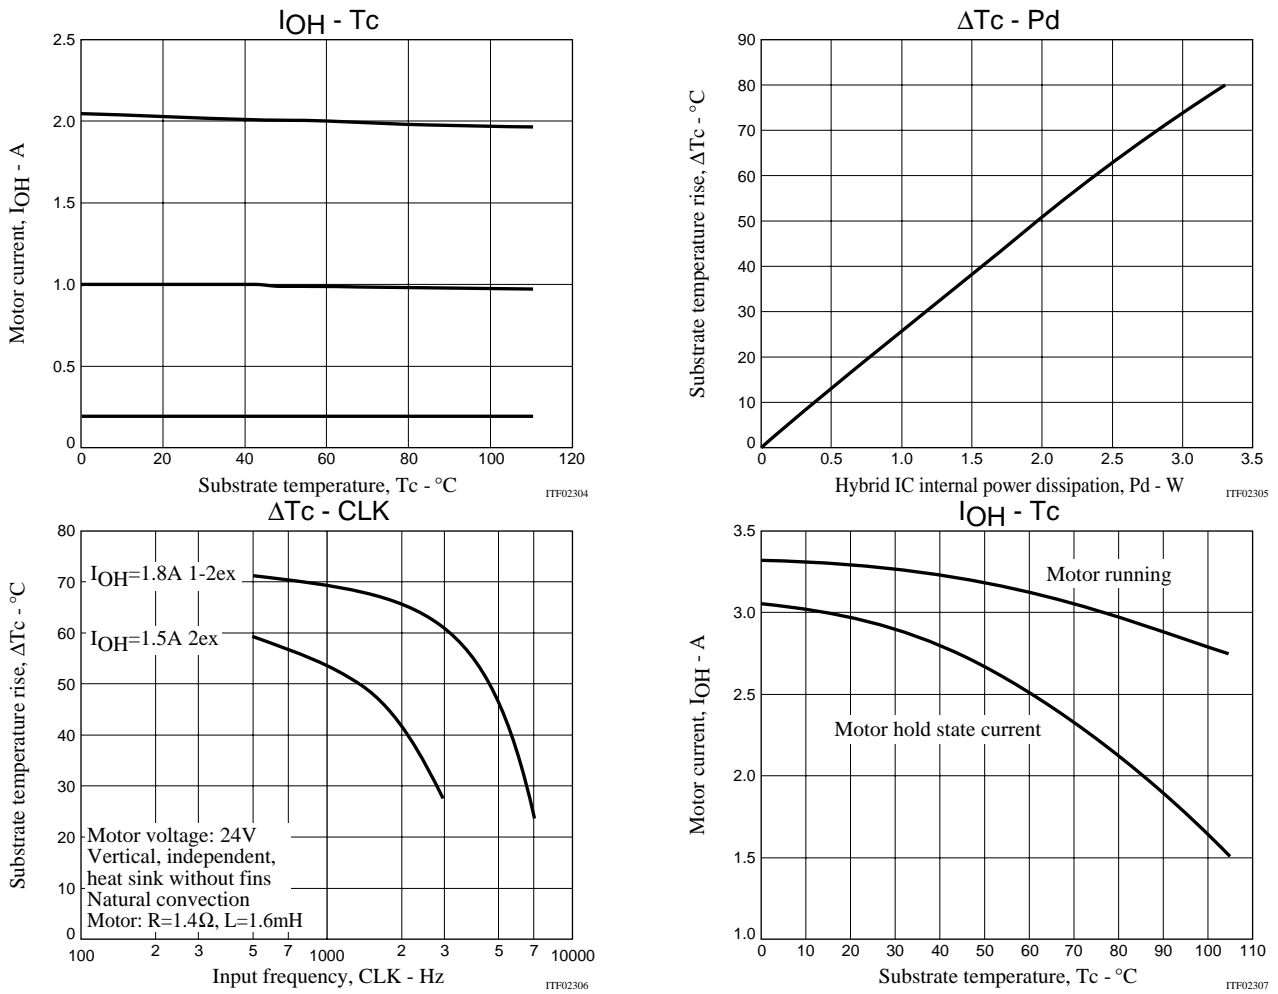 IOH - Tc
2.5
2.0
1.5
1.0
0.5
0
0 20 40 60 80 100 120
Motor current, IOH - A
Substrate temperature, Tc - °C
ITF02304
ΔTc - Pd
90
80
70
60
50
40
30
20
10
0
0 0.5 1.0 1.5 2.0 2.5 3.0 3.5
Substrate temperature rise, ΔTc - °C
Hybrid IC internal power dissipation, Pd - W
ITF02305
ΔTc - CLK
80
70
60
50
40
30
20
10
0
IOH=1.8A 1-2ex
IOH=1.5A 2ex
Motor voltage: 24V
Vertical, independent,
heat sink without fins
Natural convection
Motor: R=1.4Ω, L=1.6mH
100 2 3 5 7 1000 2 3 5 7 10000
Substrate temperature rise, ΔTc - °C
Input frequency, CLK - Hz
ITF02306
IOH - Tc
3.5
3.0
2.5
2.0
1.5
1.0
Motor running
Motor hold state current
0 10 20 30 40 50 60 70 80 90 100 110
Motor current, IOH - A
Substrate temperature, Tc - °C
ITF02307